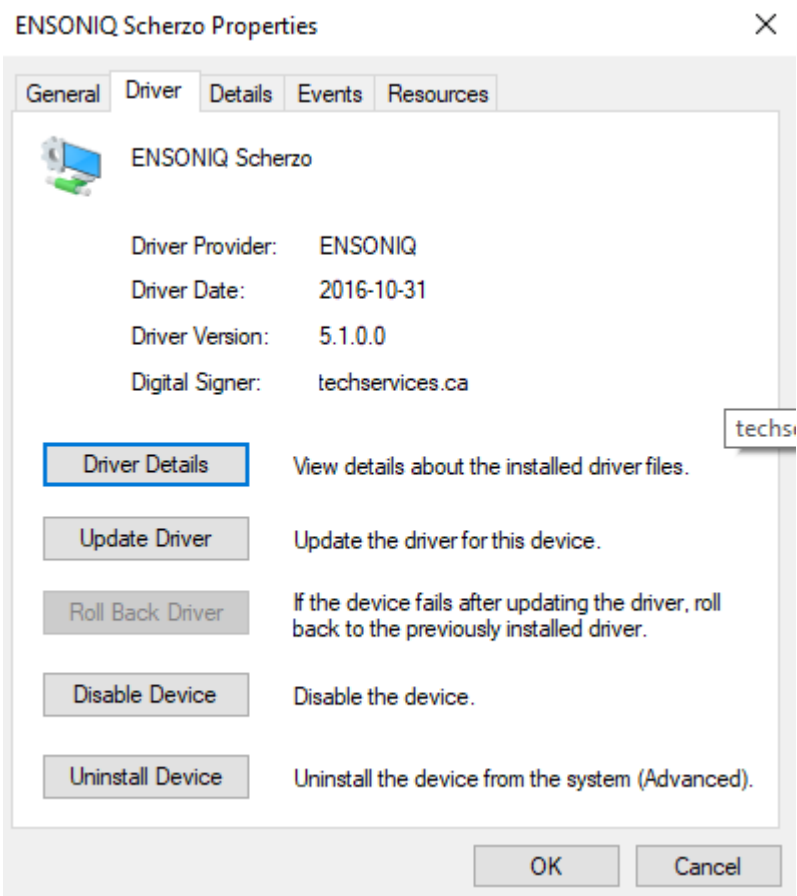 ENSONIQ Scherzo Properties
General Driver Details Events Resources
ENSONIQ Scherzo
Driver Provider: ENSONIQ
Driver Date: 2016-10-31
Driver Version: 5.1.0.0
Digital Signer: techservices.ca
Driver Details View details about the installed driver files.
Update Driver Update the driver for this device.
Roll Back Driver If the device fails after updating the driver, roll
back to the previously installed driver.
Disable Device Disable the device.
Uninstall Device Uninstall the device from the system (Advanced).
OK Cancel